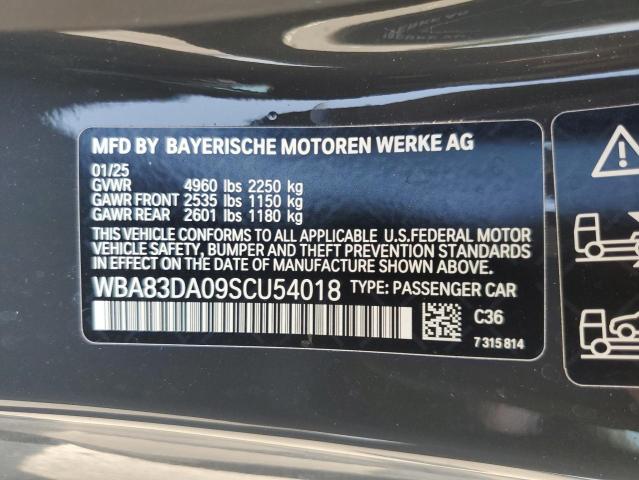 MFD BY BAYERISCHE MOTOREN WERKE AG
01/25
GVWR 4960 lbs 2250 kg
GAWR FRONT 2535 lbs 1150 kg
GAWR REAR 2601 lbs 1180 kg
THIS VEHICLE CONFORMS TO ALL APPLICABLE U.S.FEDERAL MOTOR
VEHICLE SAFETY, BUMPER AND THEFT PREVENTION STANDARDS
IN EFFECT ON THE DATE OF MANUFACTURE SHOWN ABOVE.
WBA83DA09SCU54018 TYPE: PASSENGER CAR
C36
7 315 814